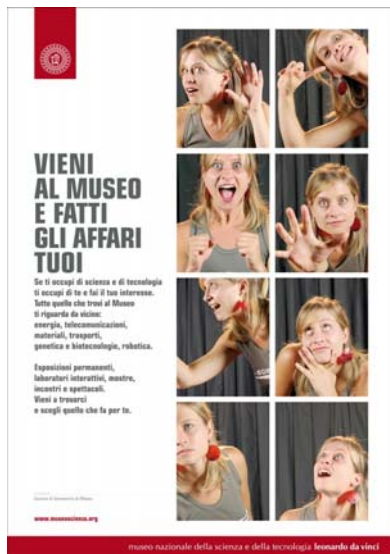 VIENI
AL MUSEO
E FATTI
GLI AFFARI
TUOI
Se ti occupi di scienza e di tecnologia
ti occupi di te e fai il tuo interesse.
Tutto quello che trovi al Museo
ti riguarda da vicino:
energia, telecomunicazioni,
materiali, trasporti,
genetica e biotecnologie, robotica.
Esposizioni permanenti,
laboratori interattivi, mostre,
incontri e spettacoli.
Vieni a trovarci
e scegli quello che fa per te.
www.museoscienza.org
museo nazionale della scienza e della tecnologia leonardo da vinci